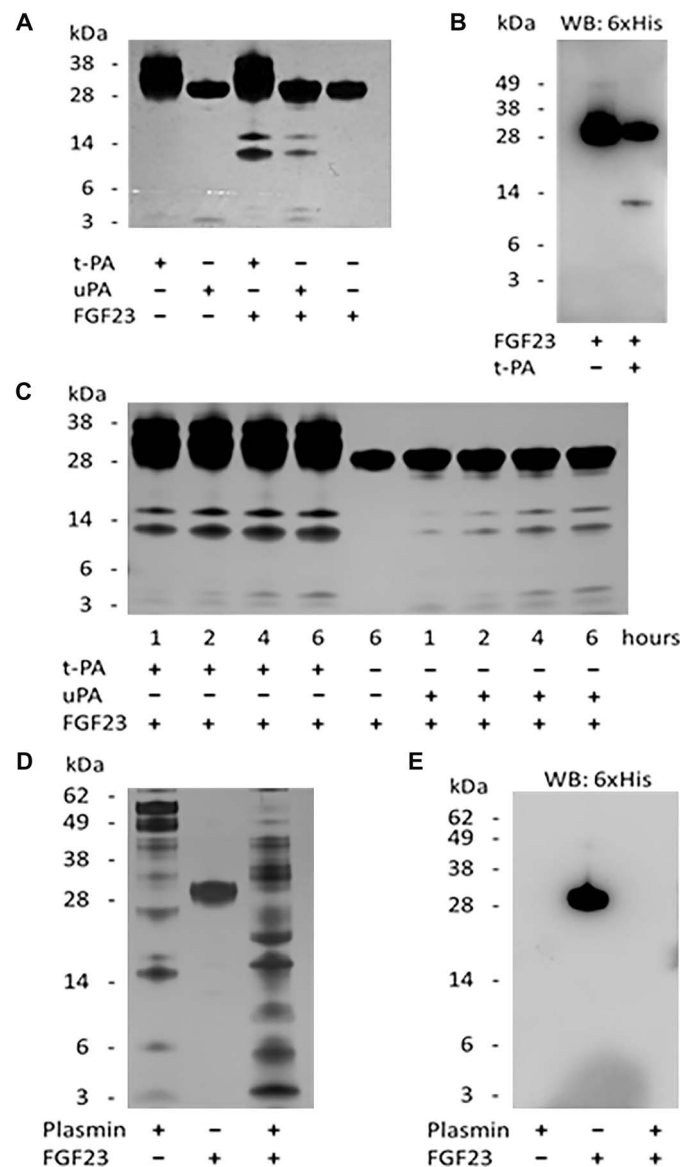 A
kDa
38 -
28 -
14 -
6 -
3 -
t-PA + - + - -
uPA - + - + -
FGF23 - - + + +
B
kDa WB: 6xHis
49 -
38 -
28 -
14 -
6 -
3 -
FGF23 + +
t-PA - +
C
kDa
38 -
28 -
14 -
6 -
3 -
1 2 4 6 6 1 2 4 6 hours
t-PA + + + + - - - - -
uPA - - - - - + + + +
FGF23 + + + + + + + + +
D
kDa
62 -
49 -
38 -
28 -
14 -
6 -
3 -
Plasmin + - +
FGF23 - + +
E
WB: 6xHis
kDa
62 -
49 -
38 -
28 -
14 -
6 -
3 -
Plasmin + - +
FGF23 - + +